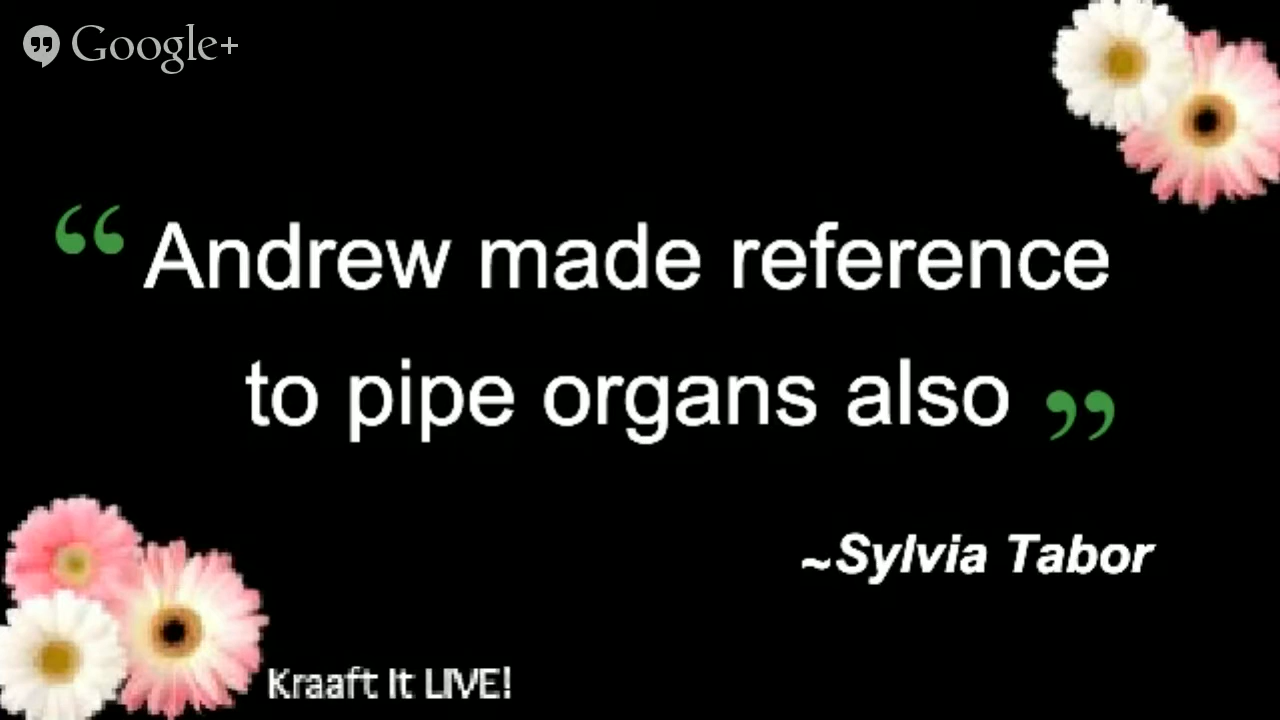 Google+
“Andrew made reference
to pipe organs also”
~Sylvia Tabor
Kraaft It LIVE!